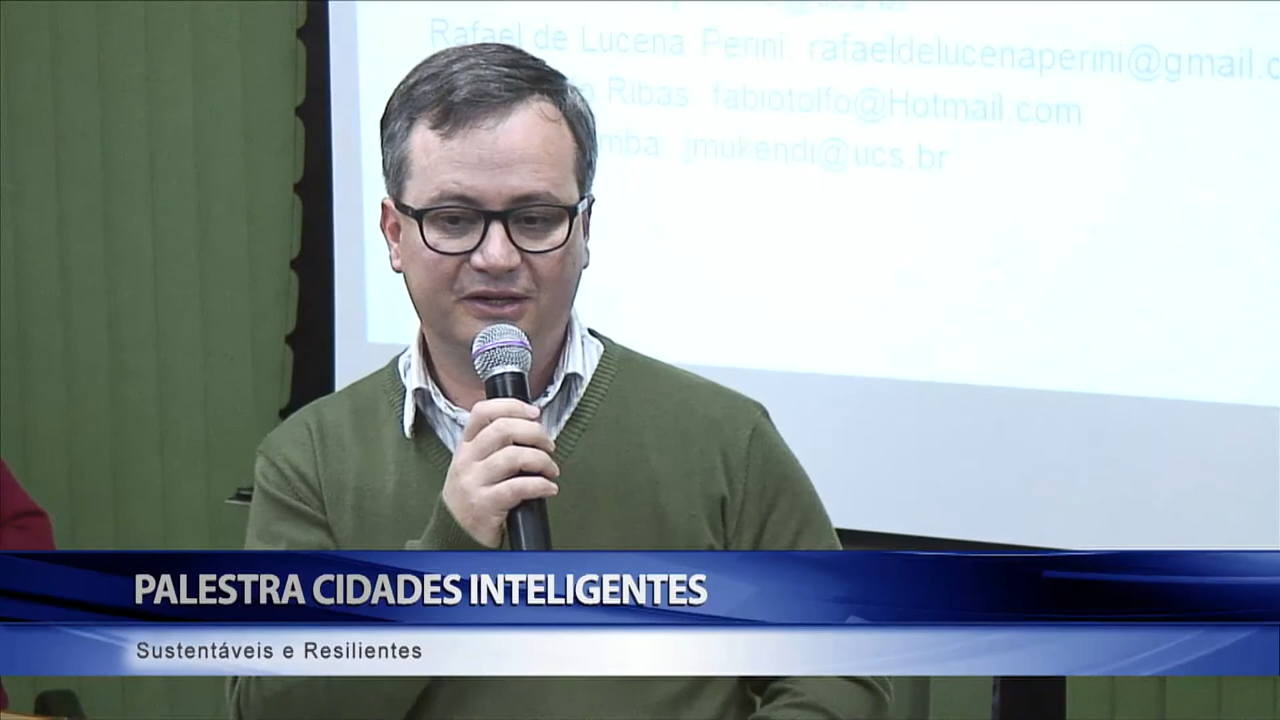 Rafael de Lucena Perini: rafaeldelucenaperini@gmail.c
Ribas: fabiotolfo@Hotmail.com
jmukendi@ucs.br
PALESTRA CIDADES INTELIGENTES
Sustentáveis e Resilientes